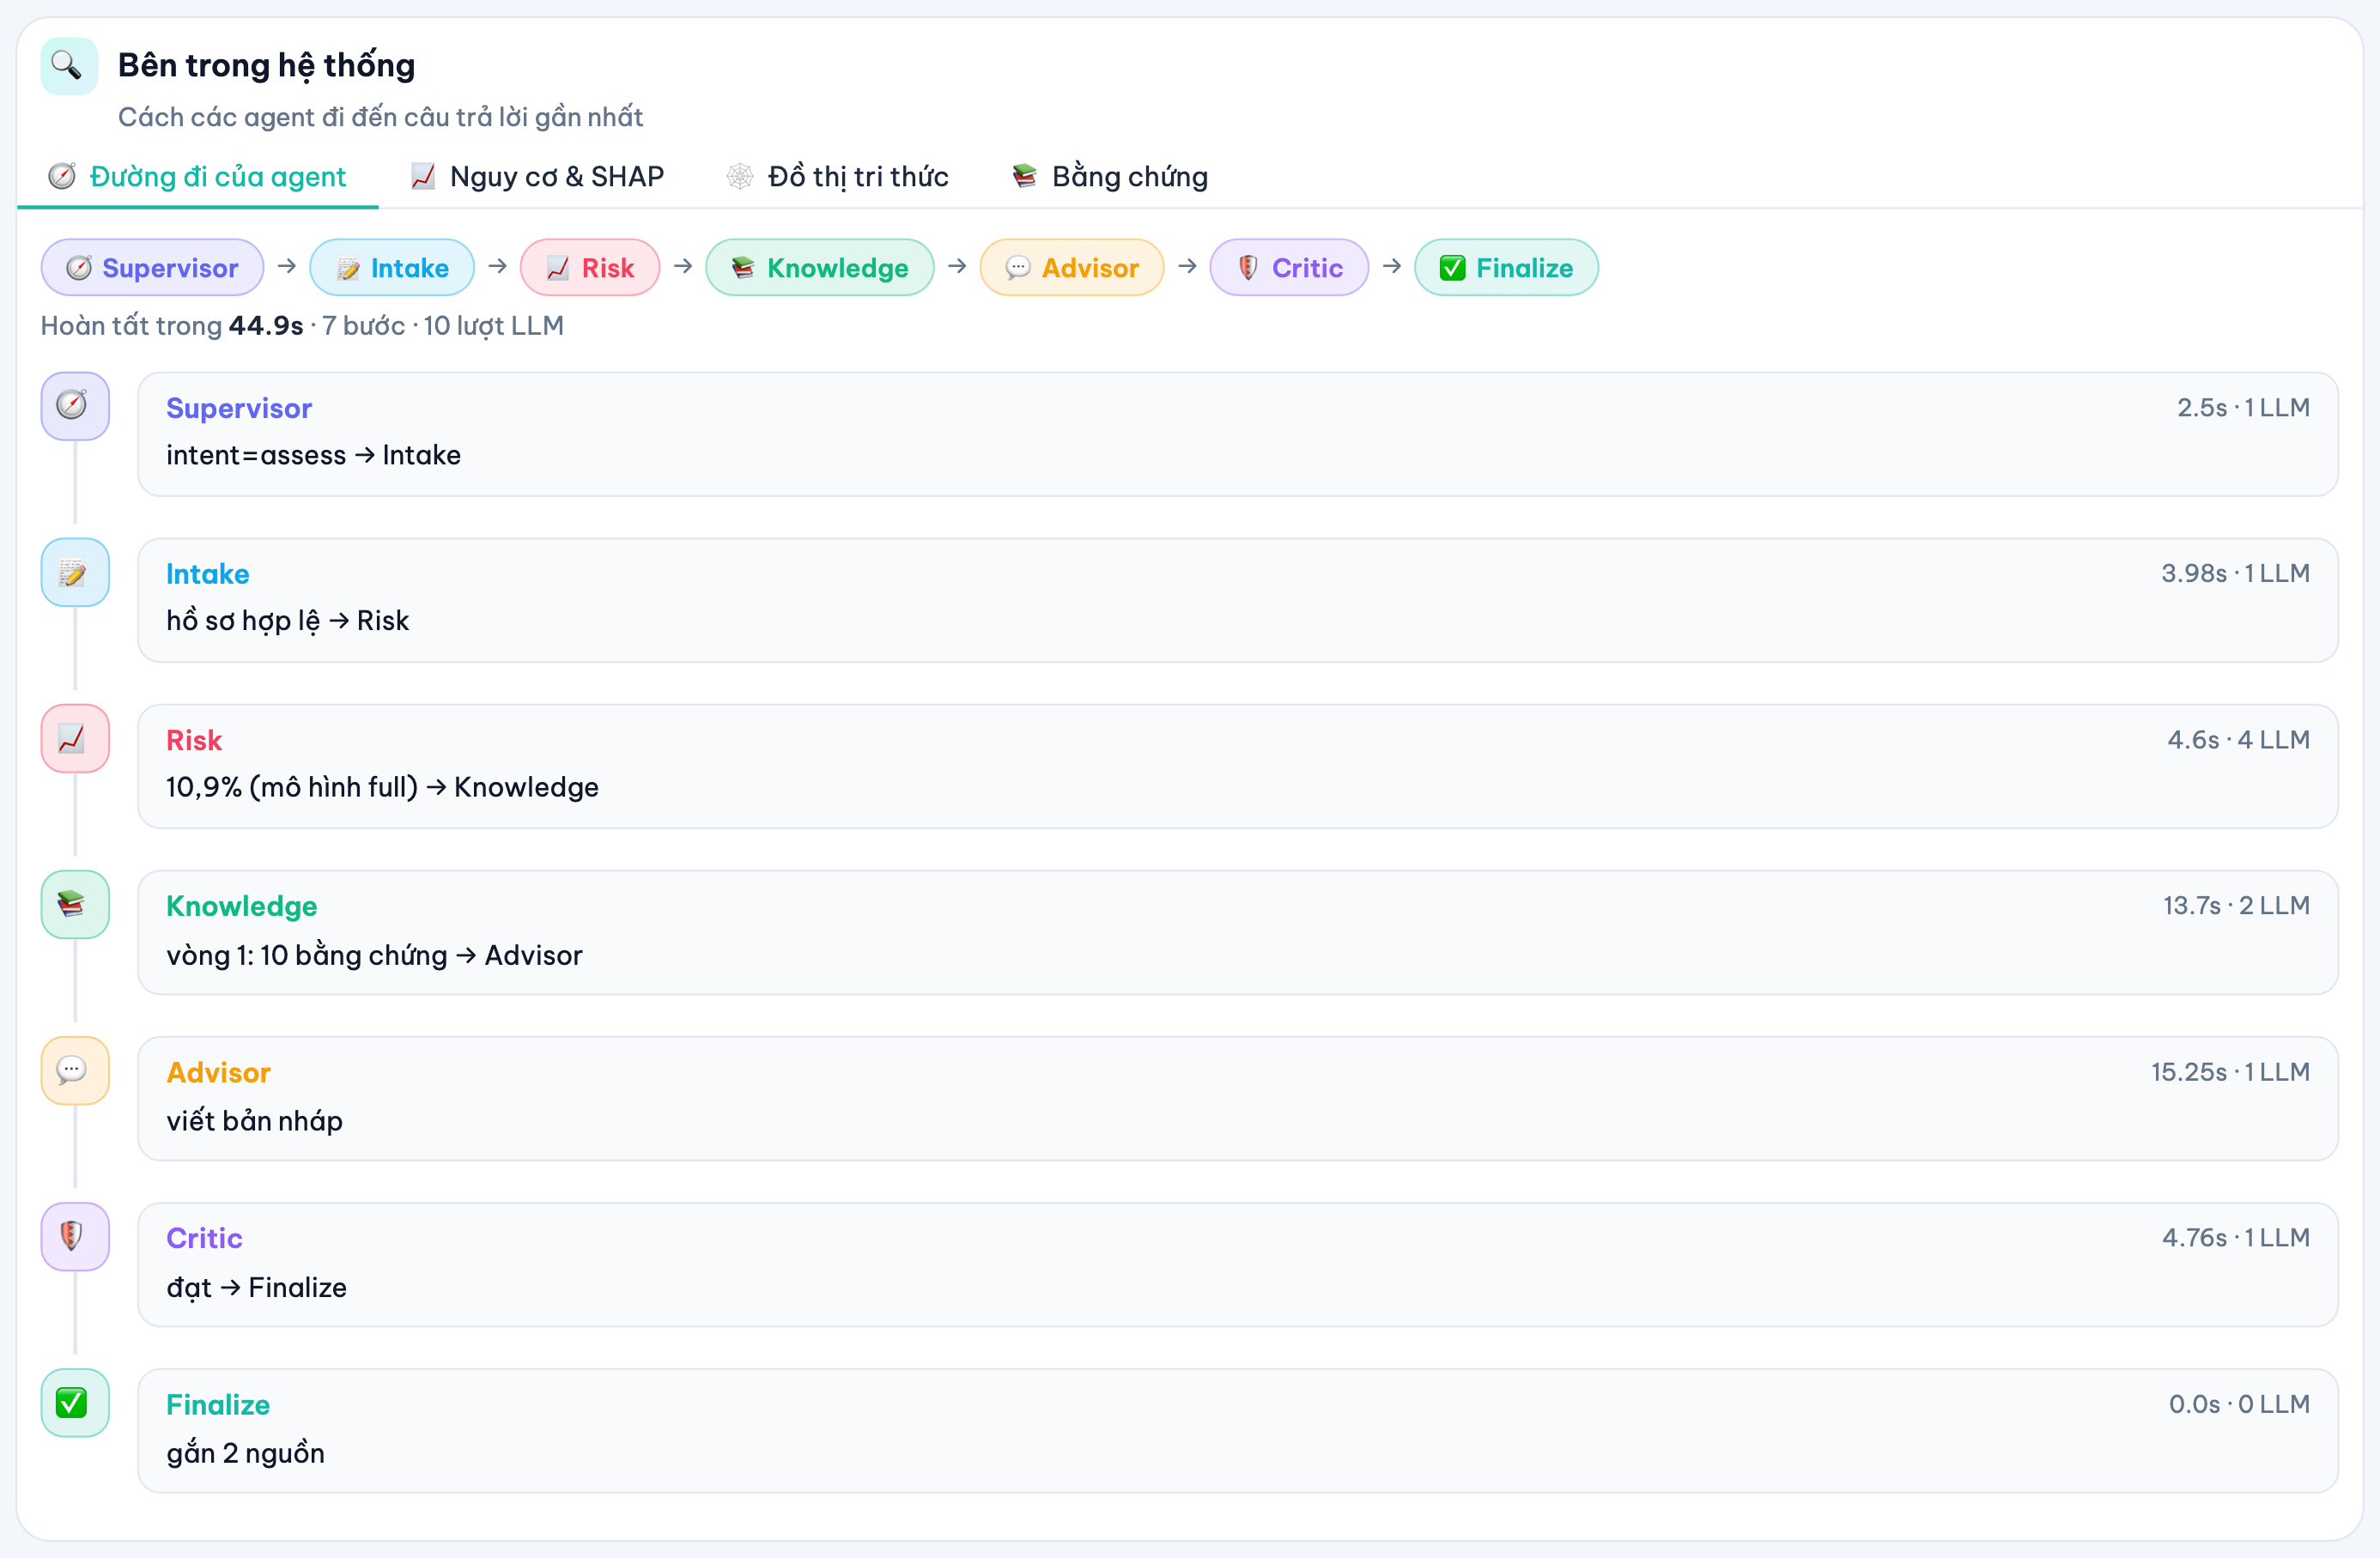 Bên trong hệ thống
Cách các agent đi đến câu trả lời gần nhất
Đường đi của agent Nguy cơ & SHAP Đồ thị tri thức Bằng chứng
Supervisor → Intake → Risk → Knowledge → Advisor → Critic → Finalize
Hoàn tất trong 44.9s · 7 bước · 10 lượt LLM
Supervisor 2.5s · 1 LLM
intent=assess → Intake
Intake 3.98s · 1 LLM
hồ sơ hợp lệ → Risk
Risk 4.6s · 4 LLM
10,9% (mô hình full) → Knowledge
Knowledge 13.7s · 2 LLM
vòng 1: 10 bằng chứng → Advisor
Advisor 15.25s · 1 LLM
viết bản nháp
Critic 4.76s · 1 LLM
đạt → Finalize
Finalize 0.0s · 0 LLM
gắn 2 nguồn